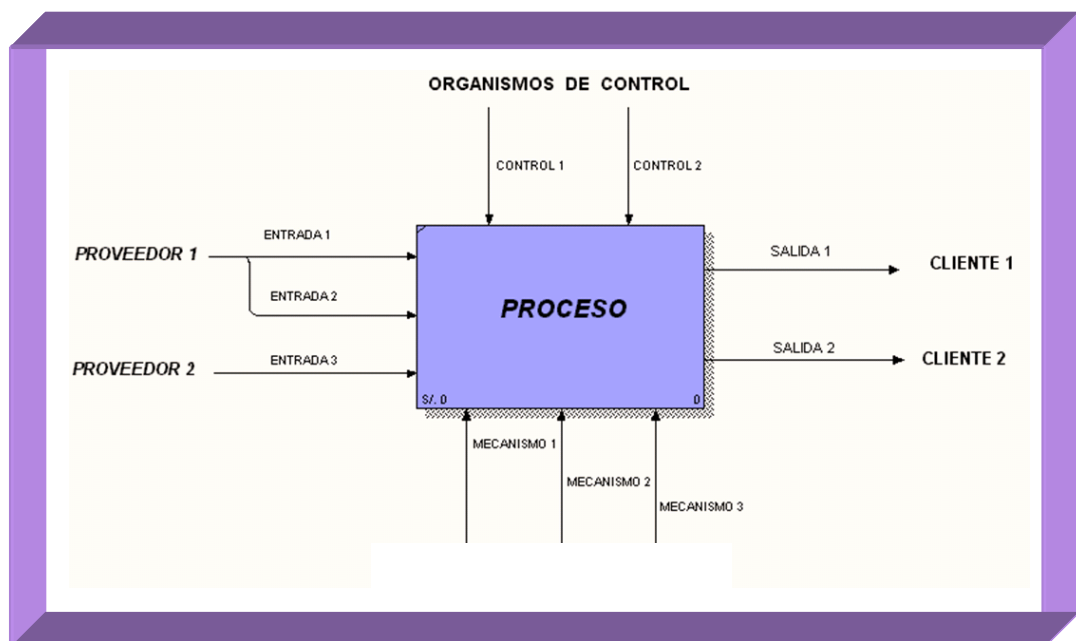 ORGANISMOS DE CONTROL
CONTROL 1
CONTROL 2
ENTRADA 1
PROVEEDOR 1
ENTRADA 2
PROVEEDOR 2
ENTRADA 3
PROCESO
S/. 0
0
SALIDA 1
CLIENTE 1
SALIDA 2
CLIENTE 2
MECANISMO 1
MECANISMO 2
MECANISMO 3